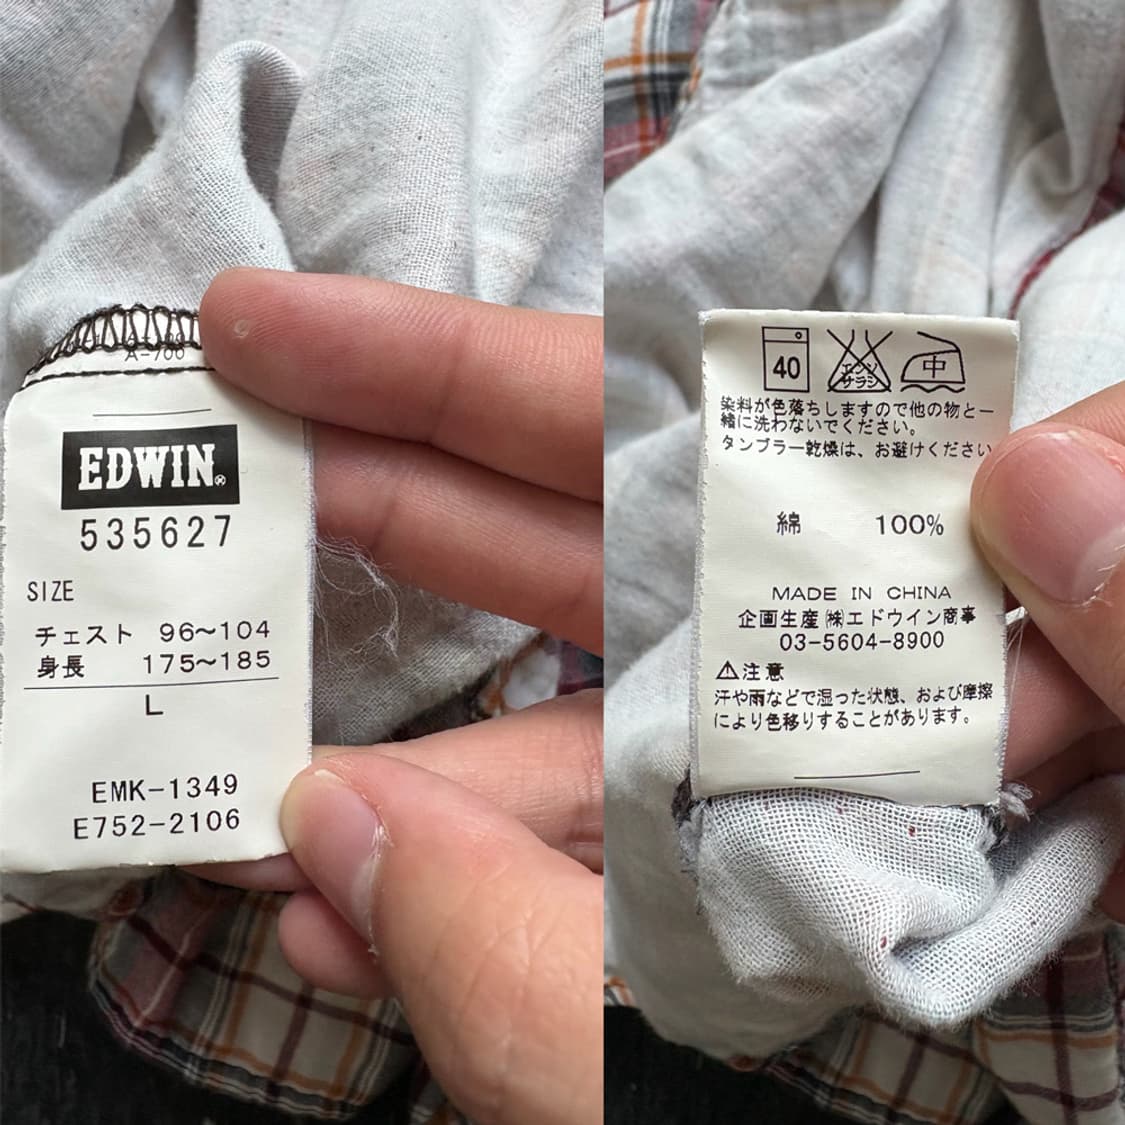 A-700
EDWIN®
535627
SIZE
チェスト 96~104
身長 175~185
L
EMK-1349
E752-2106
40
エンソ
サラシ
中
染料が色落ちしますので他の物と一
緒に洗わないでください。
タンブラー乾燥は、お避けください
綿 100%
MADE IN CHINA
企画生産 ㈱エドウイン商事
03-5604-8900
⚠注意
汗や雨などで湿った状態、および摩擦
により色移りすることがあります。